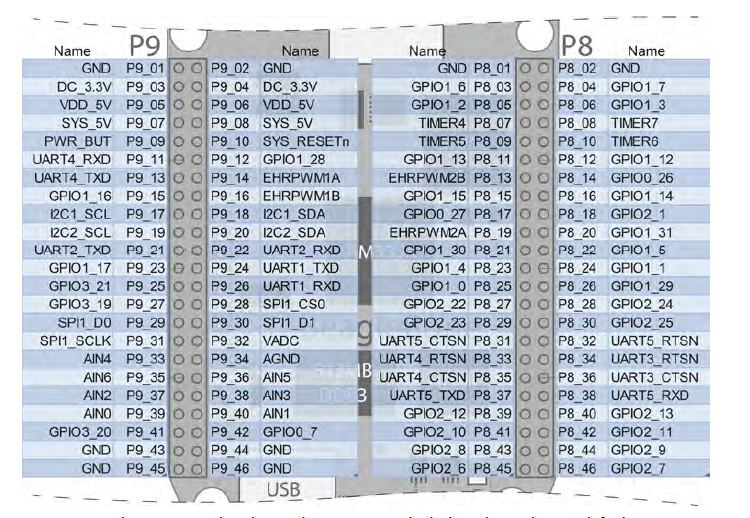 Name P9 Name Name P8 Name
GND P9_01 P9_02 GND GND P8_01 P8_02 GND
DC_3.3V P9_03 P9_04 DC_3.3V GPIO1_6 P8_03 P8_04 GPIO1_7
VDD_5V P9_05 P9_06 VDD_5V GPIO1_2 P8_05 P8_06 GPIO1_3
SYS_5V P9_07 P9_08 SYS_5V TIMER4 P8_07 P8_08 TIMER7
PWR_BUT P9_09 P9_10 SYS_RESETn TIMER5 P8_09 P8_10 TIMER6
UART4_RXD P9_11 P9_12 GPIO1_28 GPIO1_13 P8_11 P8_12 GPIO1_12
UART4_TXD P9_13 P9_14 EHRPWM1A EHRPWM2B P8_13 P8_14 GPIO0_26
GPIO1_16 P9_15 P9_16 EHRPWM1B GPIO1_15 P8_15 P8_16 GPIO1_14
I2C1_SCL P9_17 P9_18 I2C1_SDA GPIO0_27 P8_17 P8_18 GPIO2_1
I2C2_SCL P9_19 P9_20 I2C2_SDA EHRPWM2A P8_19 P8_20 GPIO1_31
UART2_TXD P9_21 P9_22 UART2_RXD GPIO1_30 P8_21 P8_22 GPIO1_5
GPIO1_17 P9_23 P9_24 UART1_TXD GPIO1_4 P8_23 P8_24 GPIO1_1
GPIO3_21 P9_25 P9_26 UART1_RXD GPIO1_0 P8_25 P8_26 GPIO1_29
GPIO3_19 P9_27 P9_28 SPI1_CS0 GPIO2_22 P8_27 P8_28 GPIO2_24
SPI1_D0 P9_29 P9_30 SPI1_D1 GPIO2_23 P8_29 P8_30 GPIO2_25
SPI1_SCLK P9_31 P9_32 VADC UART5_CTSN P8_31 P8_32 UART5_RTSN
AIN4 P9_33 P9_34 AGND UART4_RTSN P8_33 P8_34 UART3_RTSN
AIN6 P9_35 P9_36 AIN5 UART4_CTSN P8_35 P8_36 UART3_CTSN
AIN2 P9_37 P9_38 AIN3 UART5_TXD P8_37 P8_38 UART5_RXD
AIN0 P9_39 P9_40 AIN1 GPIO2_12 P8_39 P8_40 GPIO2_13
GPIO3_20 P9_41 P9_42 GPIO0_7 GPIO2_10 P8_41 P8_42 GPIO2_11
GND P9_43 P9_44 GND GPIO2_8 P8_43 P8_44 GPIO2_9
GND P9_45 P9_46 GND GPIO2_6 P8_45 P8_46 GPIO2_7
USB